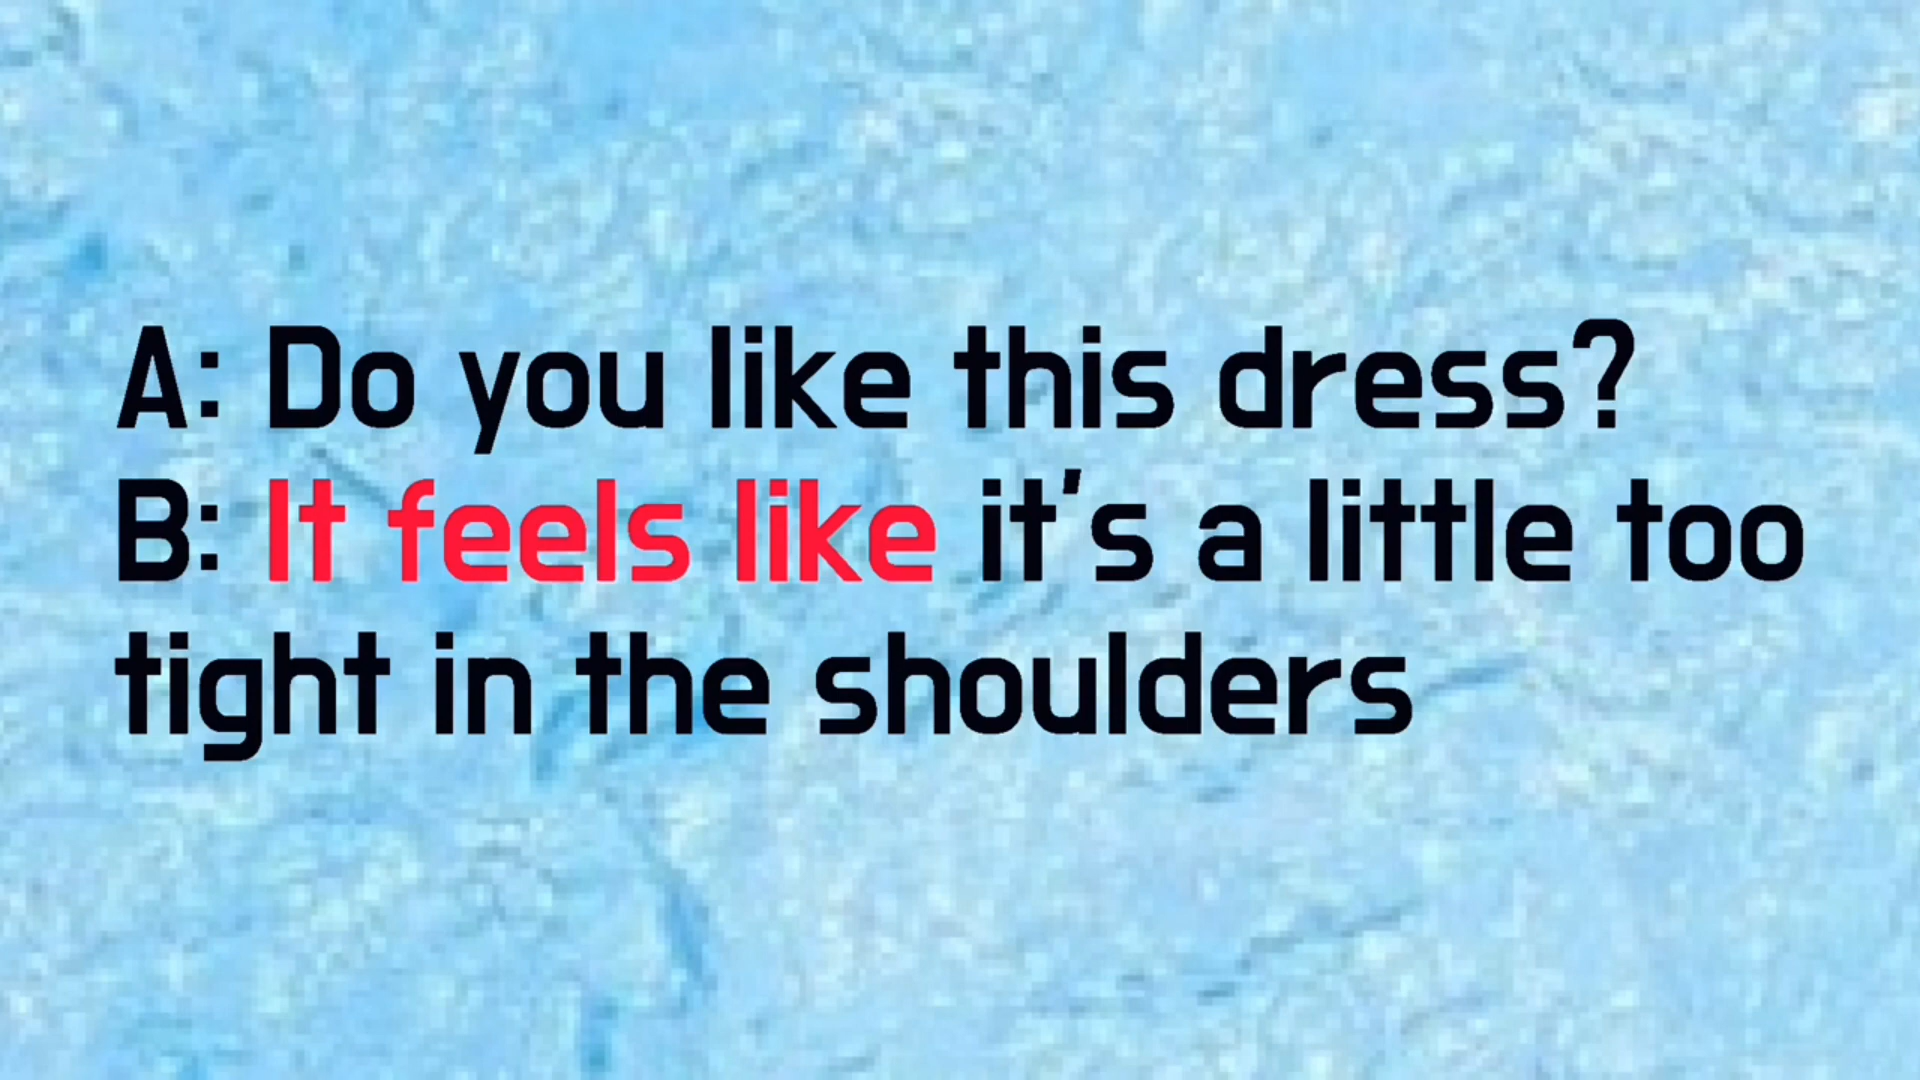 A: Do you like this dress?
B: It feels like it's a little too
tight in the shoulders